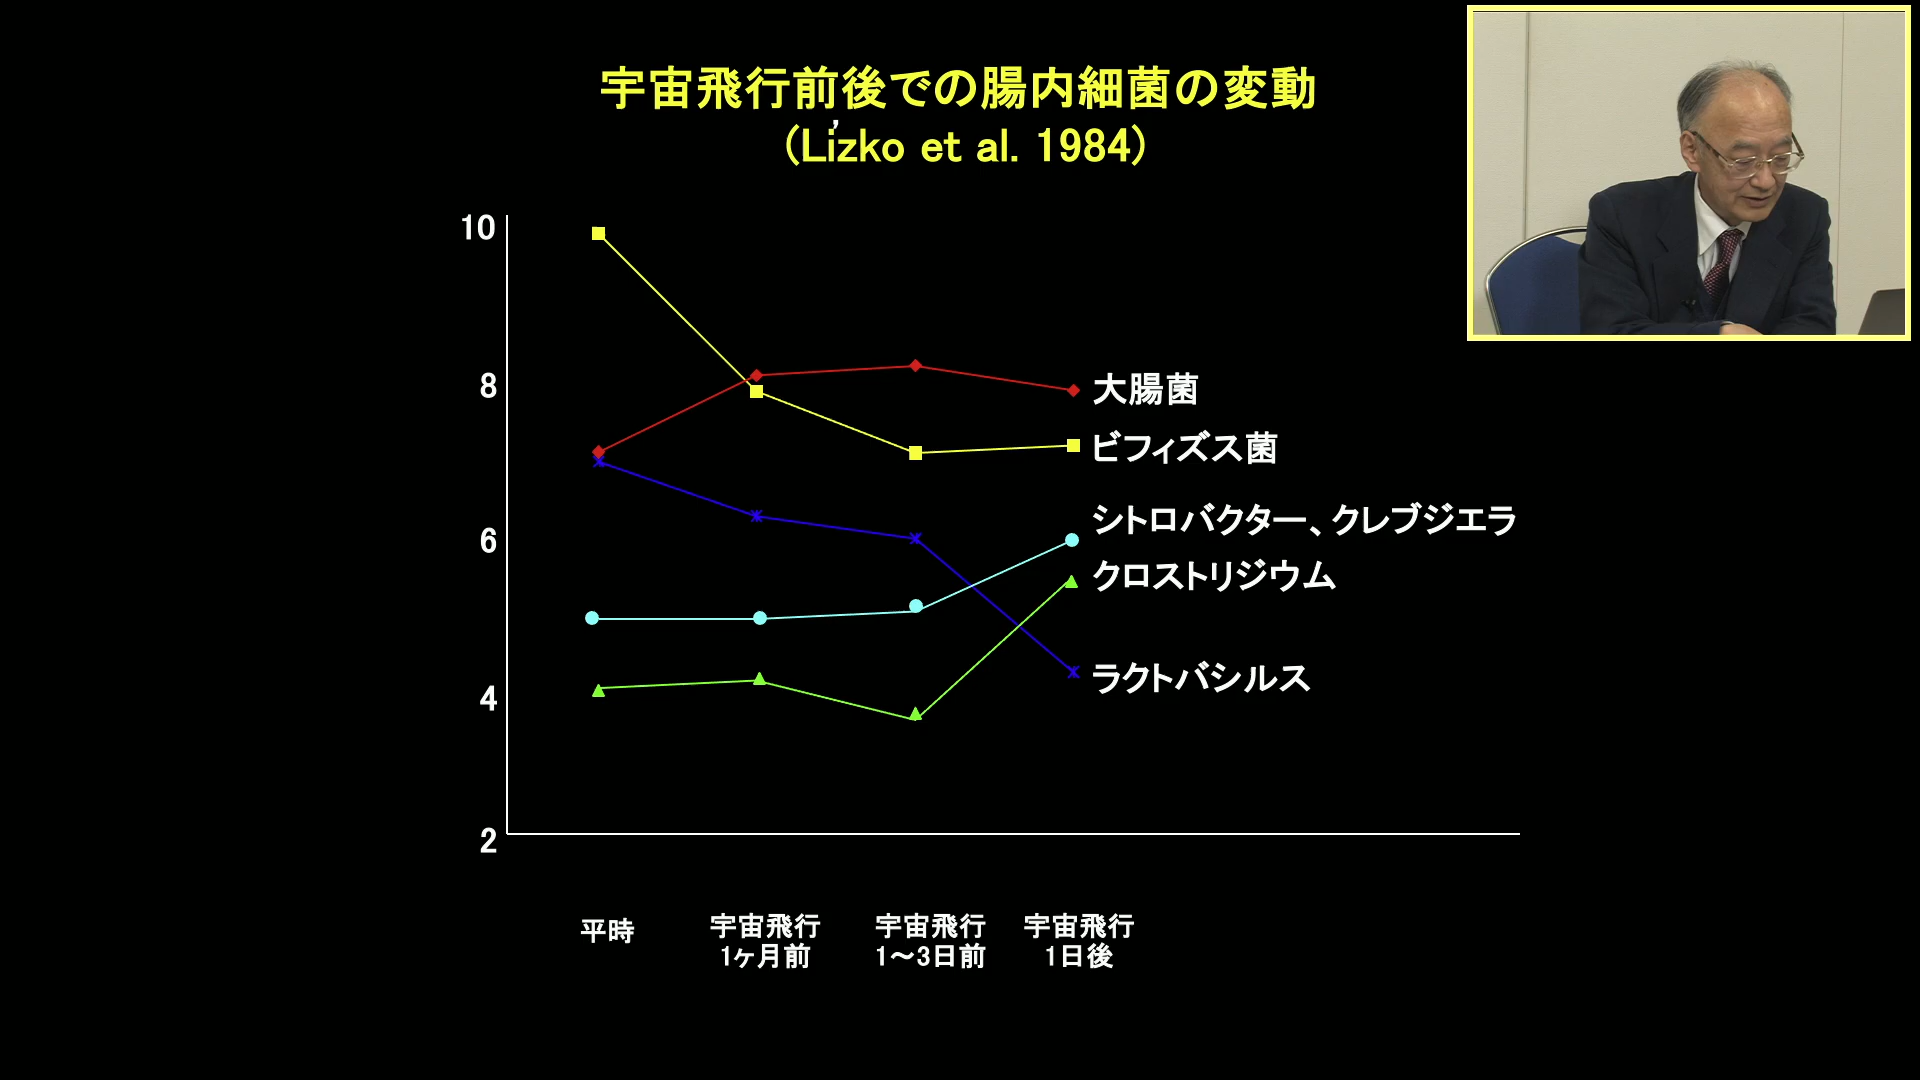 宇宙飛行前後での腸内細菌の変動
(Lizko et al. 1984)
10
8
6
4
2
大腸菌
ビフィズス菌
シトロバクター、クレブジエラ
クロストリジウム
ラクトバシルス
平時
宇宙飛行
1ヶ月前
宇宙飛行
1～3日前
宇宙飛行
1日後